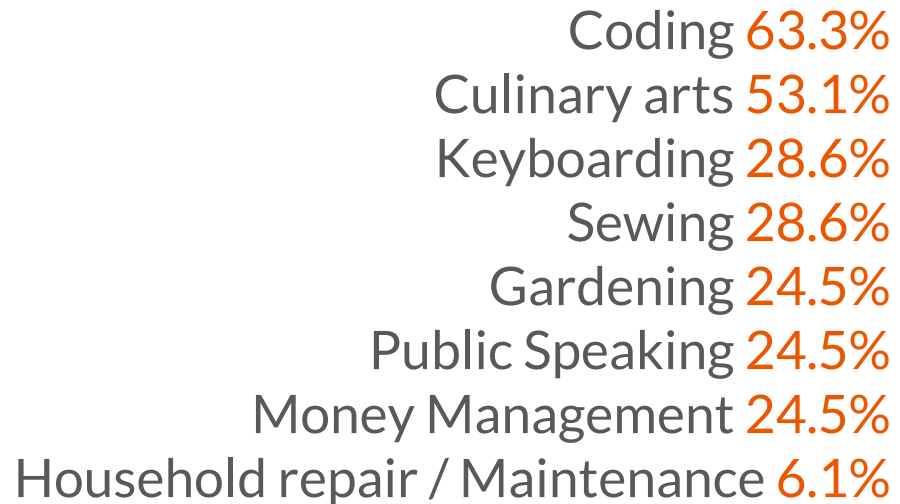 Coding 63.3%
Culinary arts 53.1%
Keyboarding 28.6%
Sewing 28.6%
Gardening 24.5%
Public Speaking 24.5%
Money Management 24.5%
Household repair / Maintenance 6.1%